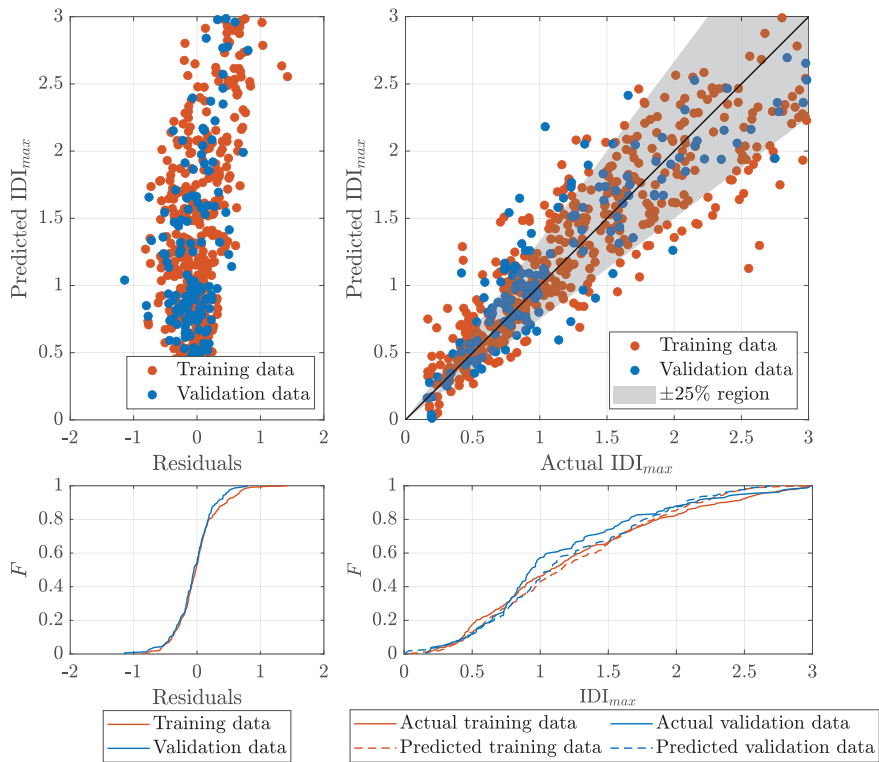 3
2.5
2
1.5
1
0.5
0
Predicted IDI_max
-2
-1
0
1
2
Residuals
Training data
Validation data
3
2.5
2
1.5
1
0.5
0
Predicted IDI_max
0
0.5
1
1.5
2
2.5
3
Actual IDI_max
Training data
Validation data
±25% region
1
0.8
0.6
0.4
0.2
0
F
-2
-1
0
1
2
Residuals
Training data
Validation data
1
0.8
0.6
0.4
0.2
0
F
0
0.5
1
1.5
2
2.5
3
IDI_max
Actual training data
Predicted training data
Actual validation data
Predicted validation data